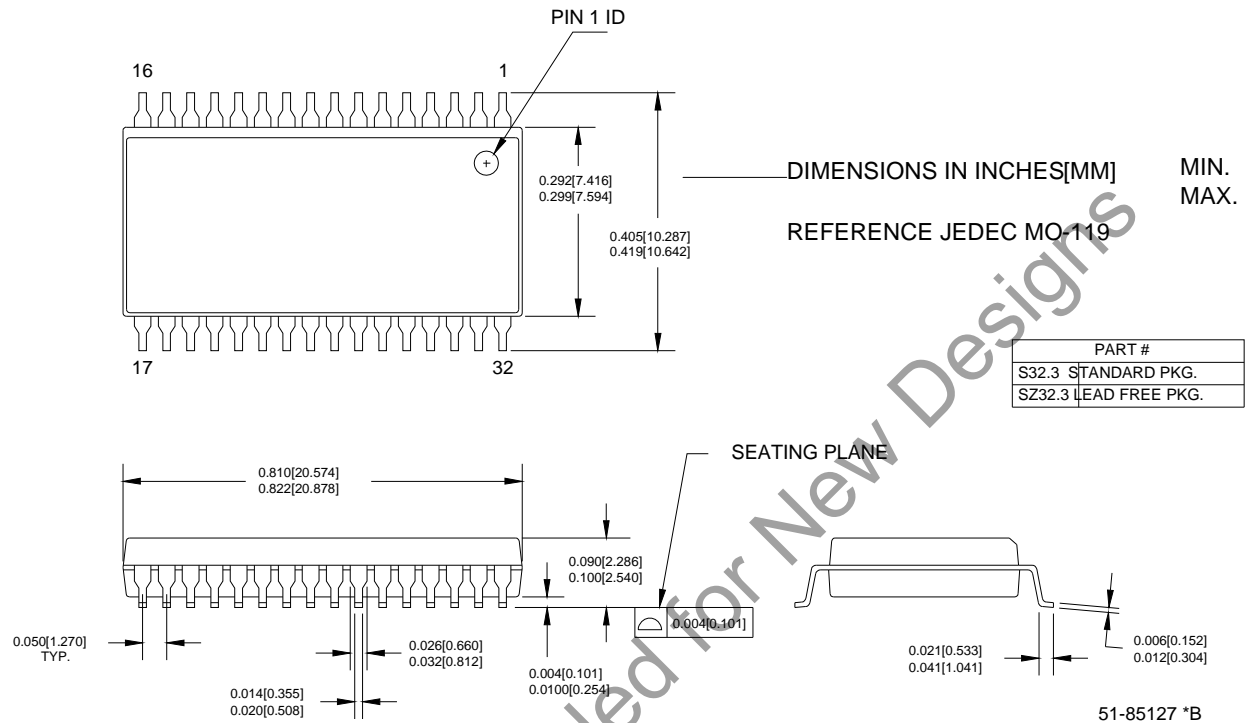 PIN 1 ID
16
1
0.292[7.416]
0.299[7.594]
0.405[10.287]
0.419[10.642]
DIMENSIONS IN INCHES[MM]
MIN.
MAX.
REFERENCE JEDEC MO-119
17
32
PART #
S32.3 STANDARD PKG.
SZ32.3 LEAD FREE PKG.
SEATING PLANE
0.810[20.574]
0.822[20.878]
0.090[2.286]
0.100[2.540]
0.004[0.101]
0.050[1.270]
TYP.
0.026[0.660]
0.032[0.812]
0.014[0.355]
0.020[0.508]
0.004[0.101]
0.0100[0.254]
0.021[0.533]
0.041[1.041]
0.006[0.152]
0.012[0.304]
51-85127 *B
ded for New Designs